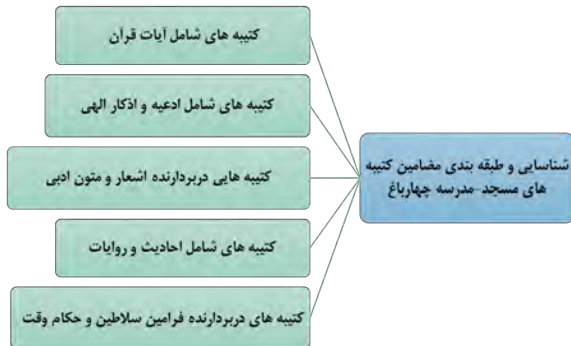 شناسایی و طبقه بندی مضامین کتیبه
های مسجد-مدرسه چهارباغ
کتیبه های شامل آیات قرآن
کتیبه های شامل ادعیه و اذکار الهی
کتیبه هایی دربردارنده اشعار و متون ادبی
کتیبه های شامل احادیث و روایات
کتیبه های دربردارنده فرامین سلاطین و حکام وقت